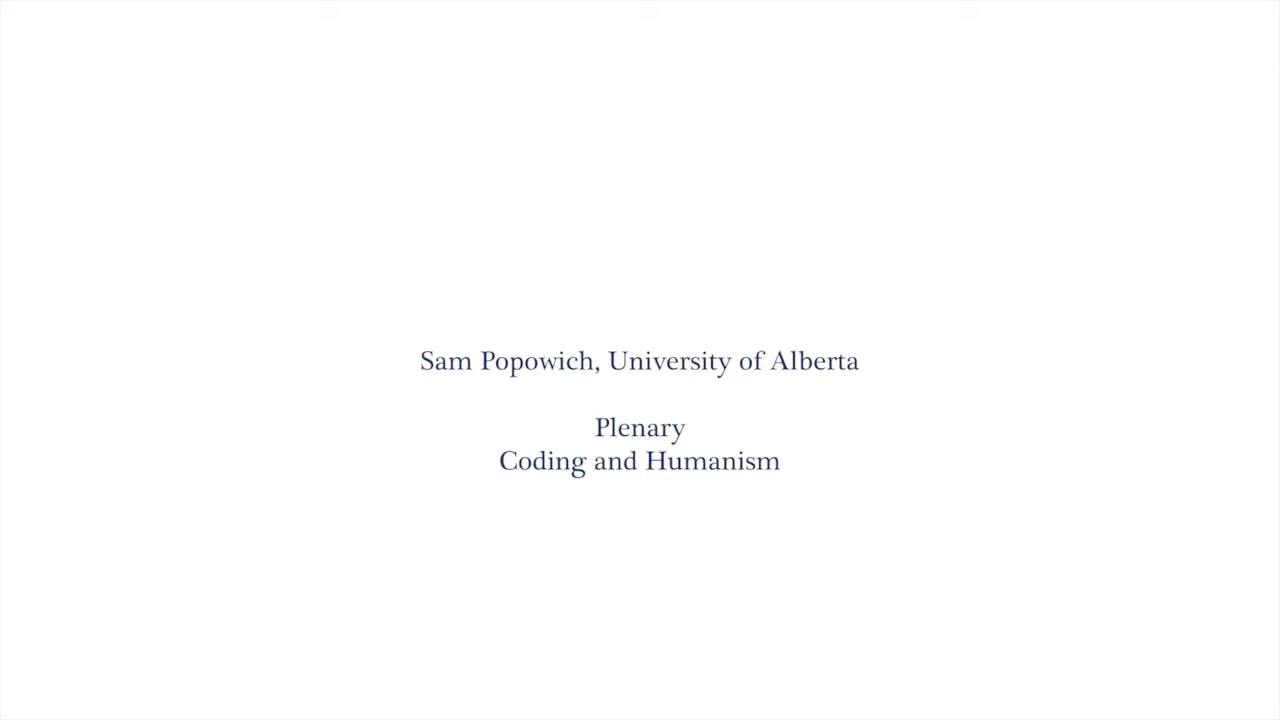 Sam Popowich, University of Alberta
Plenary
Coding and Humanism